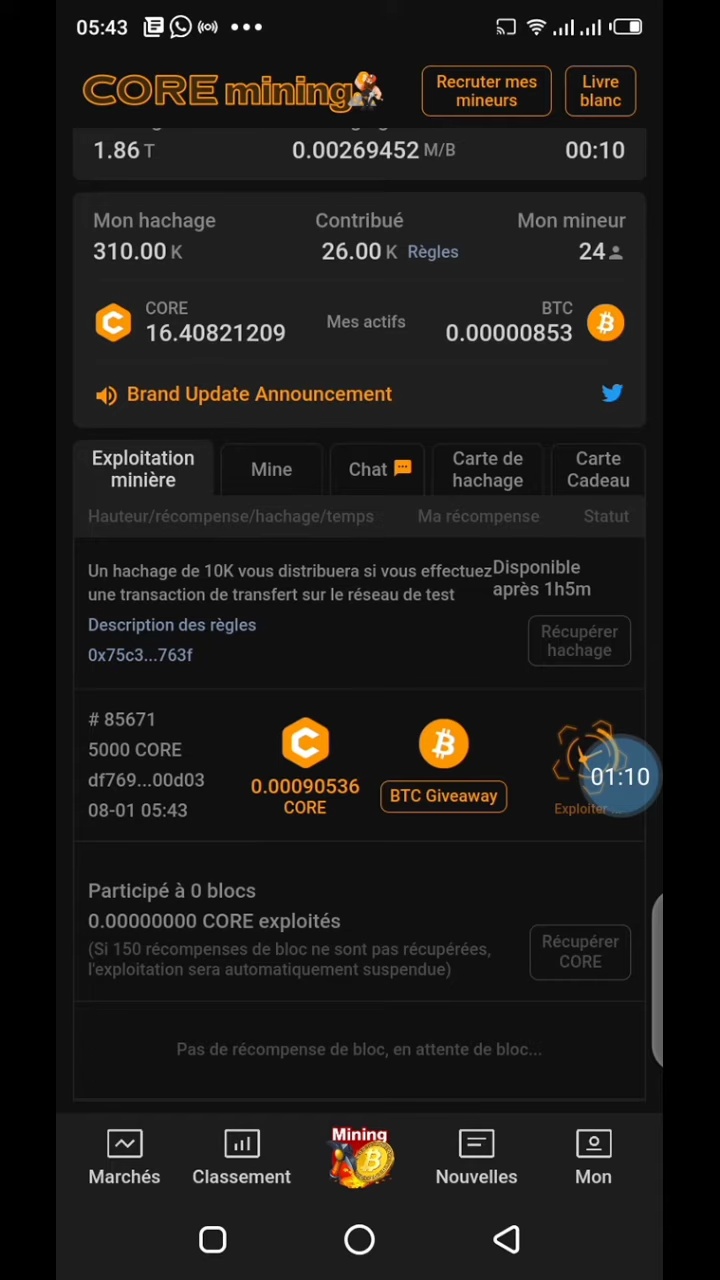 05:43
CORE mining
Recruter mes mineurs
Livre blanc
1.86 T 0.00269452 M/B 00:10
Mon hachage Contribué Mon mineur
310.00 K 26.00 K Règles 24
CORE BTC
16.40821209 Mes actifs 0.00000853
Brand Update Announcement
Exploitation minière
Mine
Chat
Carte de hachage
Carte Cadeau
Hauteur/récompense/hachage/temps Ma récompense Statut
Un hachage de 10K vous distribuera si vous effectuez
une transaction de transfert sur le réseau de test
Disponible
après 1h5m
Description des règles
0x75c3...763f
Récupérer
hachage
# 85671
5000 CORE
df769...00d03
08-01 05:43
0.00090536
CORE
BTC Giveaway
01:10
Exploiter
Participé à 0 blocs
0.00000000 CORE exploités
(Si 150 récompenses de bloc ne sont pas récupérées,
l'exploitation sera automatiquement suspendue)
Récupérer
CORE
Pas de récompense de bloc, en attente de bloc...
Mining
Marchés Classement Nouvelles Mon